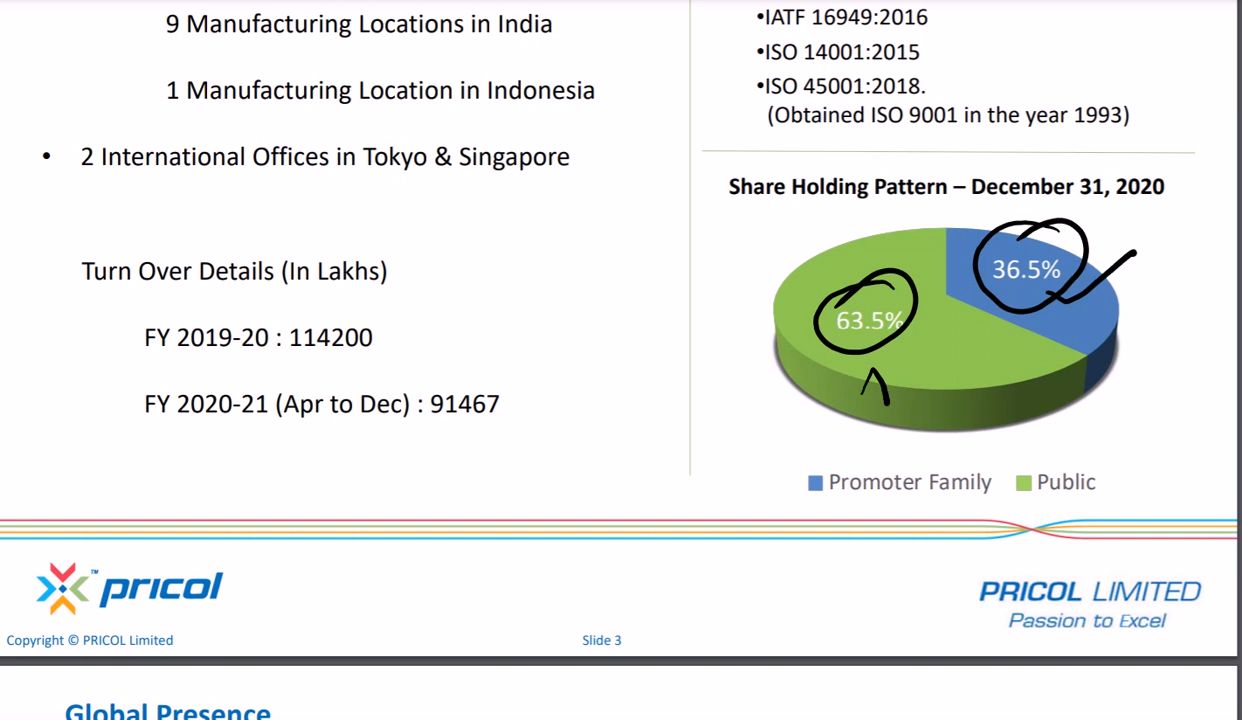 9 Manufacturing Locations in India
1 Manufacturing Location in Indonesia
• 2 International Offices in Tokyo & Singapore
Turn Over Details (In Lakhs)
FY 2019-20 : 114200
FY 2020-21 (Apr to Dec) : 91467
•IATF 16949:2016
•ISO 14001:2015
•ISO 45001:2018.
(Obtained ISO 9001 in the year 1993)
Share Holding Pattern – December 31, 2020
36.5%
63.5%
Promoter Family Public
™ pricol
PRICOL LIMITED
Passion to Excel
Copyright © PRICOL Limited
Slide 3
Global Presence